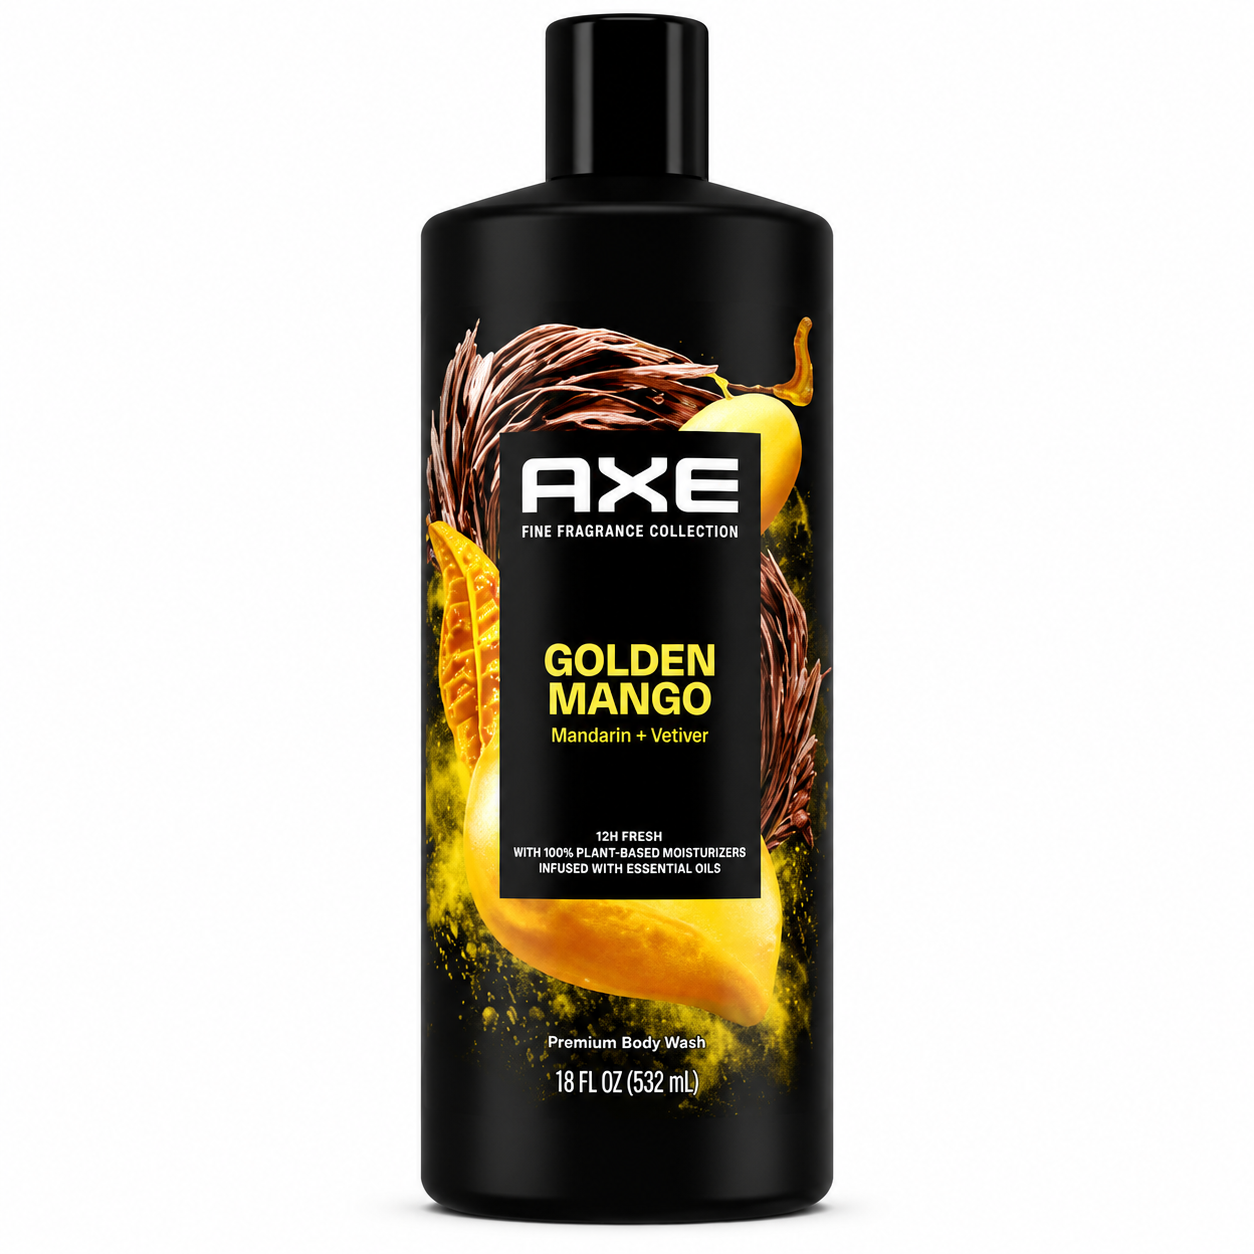 AXE
FINE FRAGRANCE COLLECTION
GOLDEN
MANGO
Mandarin + Vetiver
12H FRESH
WITH 100% PLANT-BASED MOISTURIZERS
INFUSED WITH ESSENTIAL OILS
Premium Body Wash
18 FL OZ (532 mL)